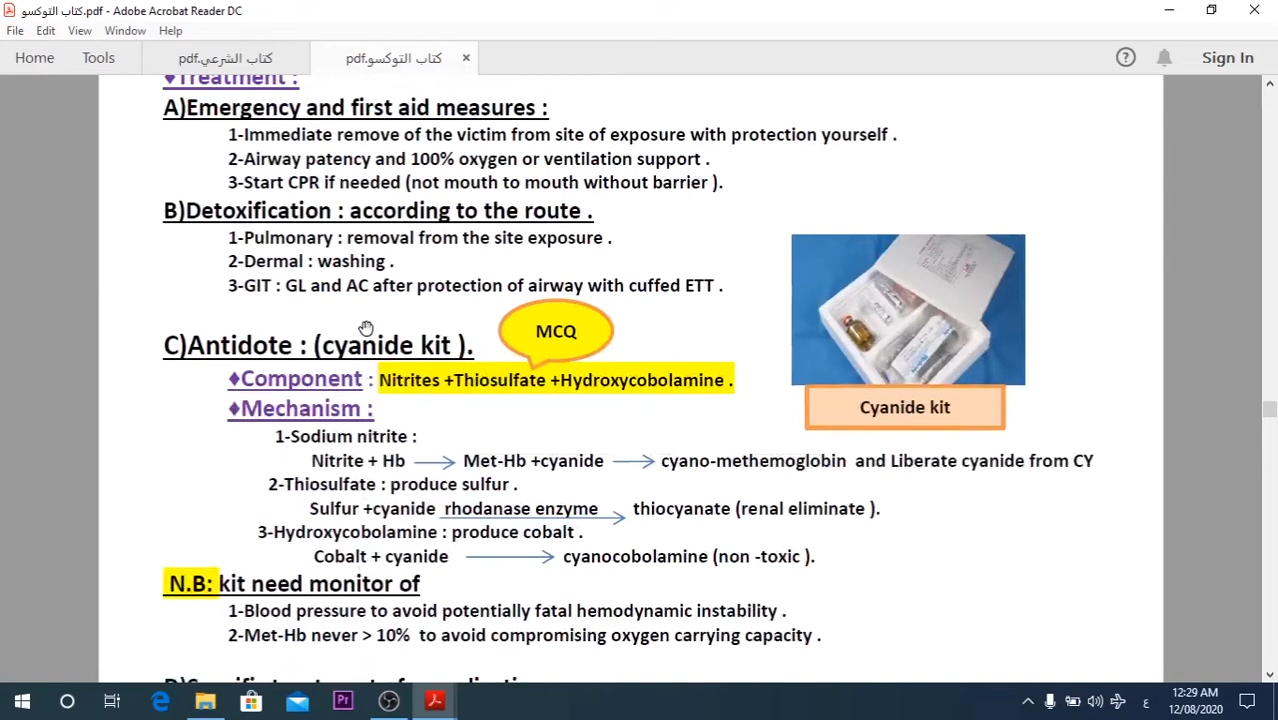 كتاب التوكسو.pdf - Adobe Acrobat Reader DC
File Edit View Window Help
Home Tools كتاب الشرعي.pdf كتاب التوكسو.pdf × Sign In
♦Treatment :
A)Emergency and first aid measures :
1-Immediate remove of the victim from site of exposure with protection yourself .
2-Airway patency and 100% oxygen or ventilation support .
3-Start CPR if needed (not mouth to mouth without barrier ).
B)Detoxification : according to the route .
1-Pulmonary : removal from the site exposure .
2-Dermal : washing .
3-GIT : GL and AC after protection of airway with cuffed ETT .
MCQ
C)Antidote : (cyanide kit ).
♦Component : Nitrites +Thiosulfate +Hydroxycobolamine .
Cyanide kit
♦Mechanism :
1-Sodium nitrite :
Nitrite + Hb → Met-Hb +cyanide → cyano-methemoglobin and Liberate cyanide from CY
2-Thiosulfate : produce sulfur .
Sulfur +cyanide rhodanase enzyme → thiocyanate (renal eliminate ).
3-Hydroxycobolamine : produce cobalt .
Cobalt + cyanide → cyanocobolamine (non -toxic ).
N.B: kit need monitor of
1-Blood pressure to avoid potentially fatal hemodynamic instability .
2-Met-Hb never > 10% to avoid compromising oxygen carrying capacity .
12:29 AM
12/08/2020
ع